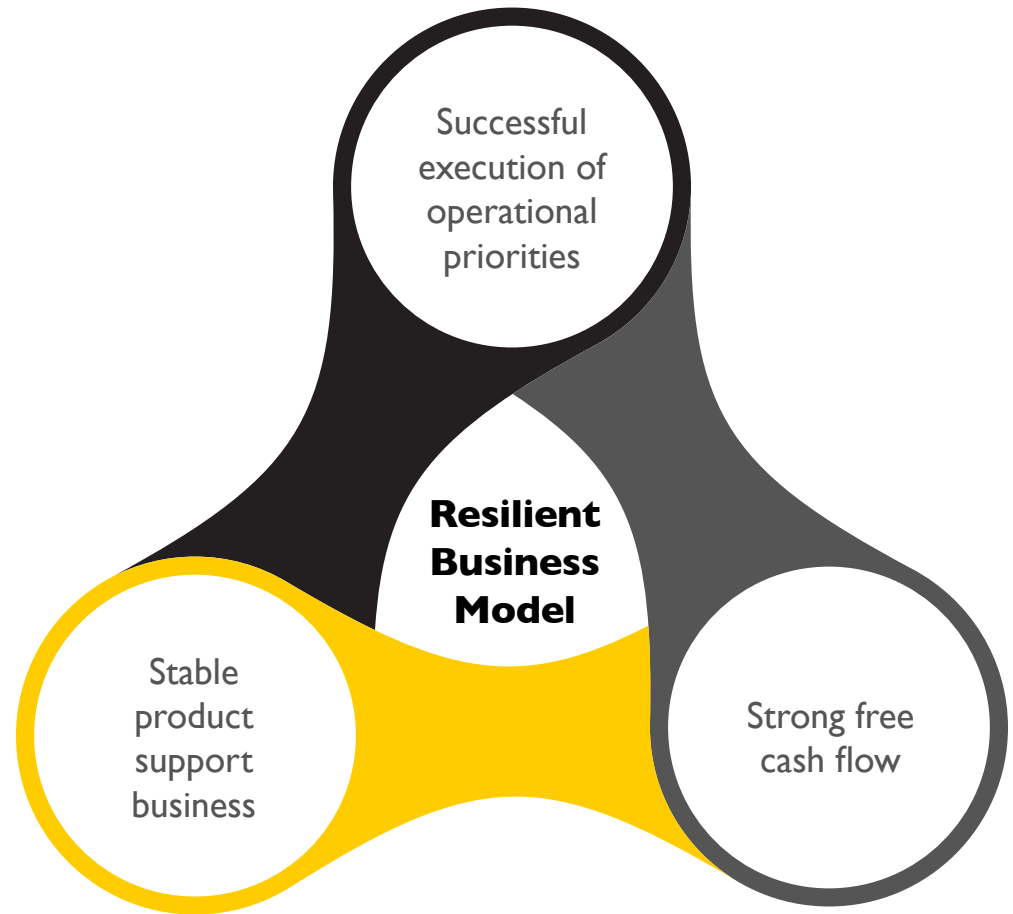 Successful
execution of
operational
priorities
Resilient
Business
Model
Stable
product
support
business
Strong free
cash flow